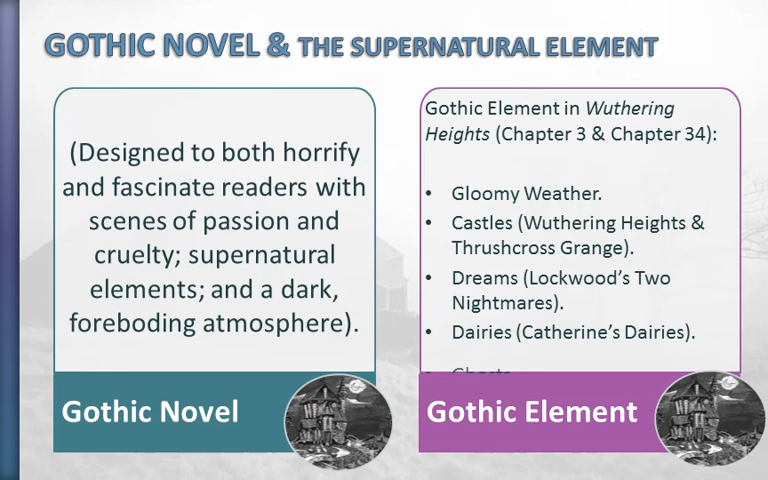 GOTHIC NOVEL & THE SUPERNATURAL ELEMENT
(Designed to both horrify
and fascinate readers with
scenes of passion and
cruelty; supernatural
elements; and a dark,
foreboding atmosphere).
Gothic Novel
Gothic Element in Wuthering
Heights (Chapter 3 & Chapter 34):
• Gloomy Weather.
• Castles (Wuthering Heights &
Thrushcross Grange).
• Dreams (Lockwood's Two
Nightmares).
• Dairies (Catherine's Dairies).
• Ghosts
Gothic Element